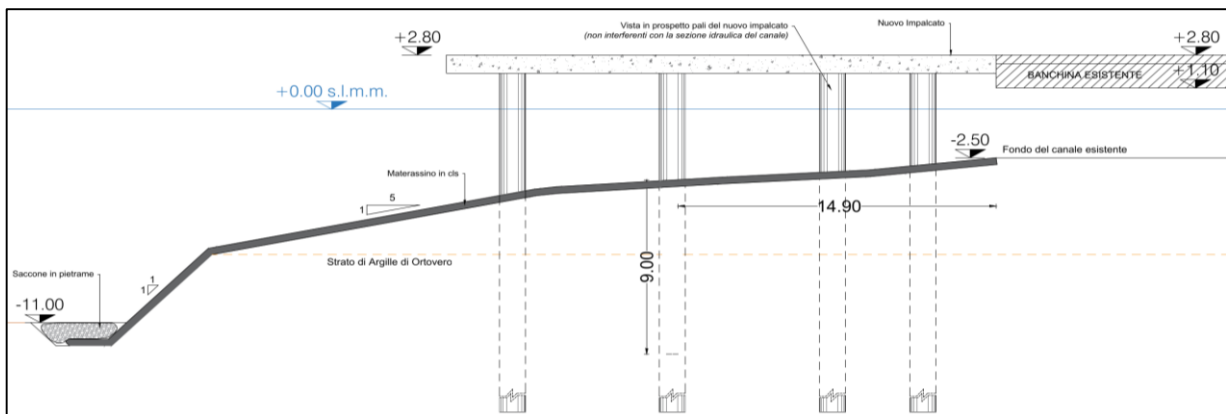 Vista in prospetto pali del nuovo impalcato
(non interferenti con la sezione idraulica del canale)
Nuovo Impalcato
+2.80
+2.80
BANCHINA ESISTENTE
+1.10
+0.00 s.l.m.m.
-2.50
Fondo del canale esistente
Materassino in cls
5
1
14.90
Strato di Argille di Ortovero
9.00
Saccone in pietrame
1
1
-11.00